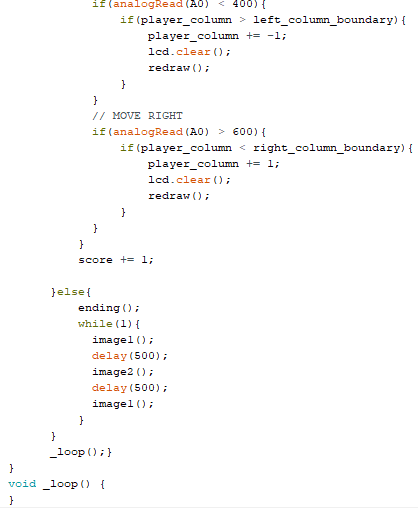 if(analogRead(A0) < 400){
if(player_column > left_column_boundary){
player_column += -1;
lcd.clear();
redraw();
}
}
// MOVE RIGHT
if(analogRead(A0) > 600){
if(player_column < right_column_boundary){
player_column += 1;
lcd.clear();
redraw();
}
}
}
score += 1;
}else{
ending();
while(1){
image1();
delay(500);
image2();
delay(500);
image1();
}
}
_loop();}
}
void _loop() {
}